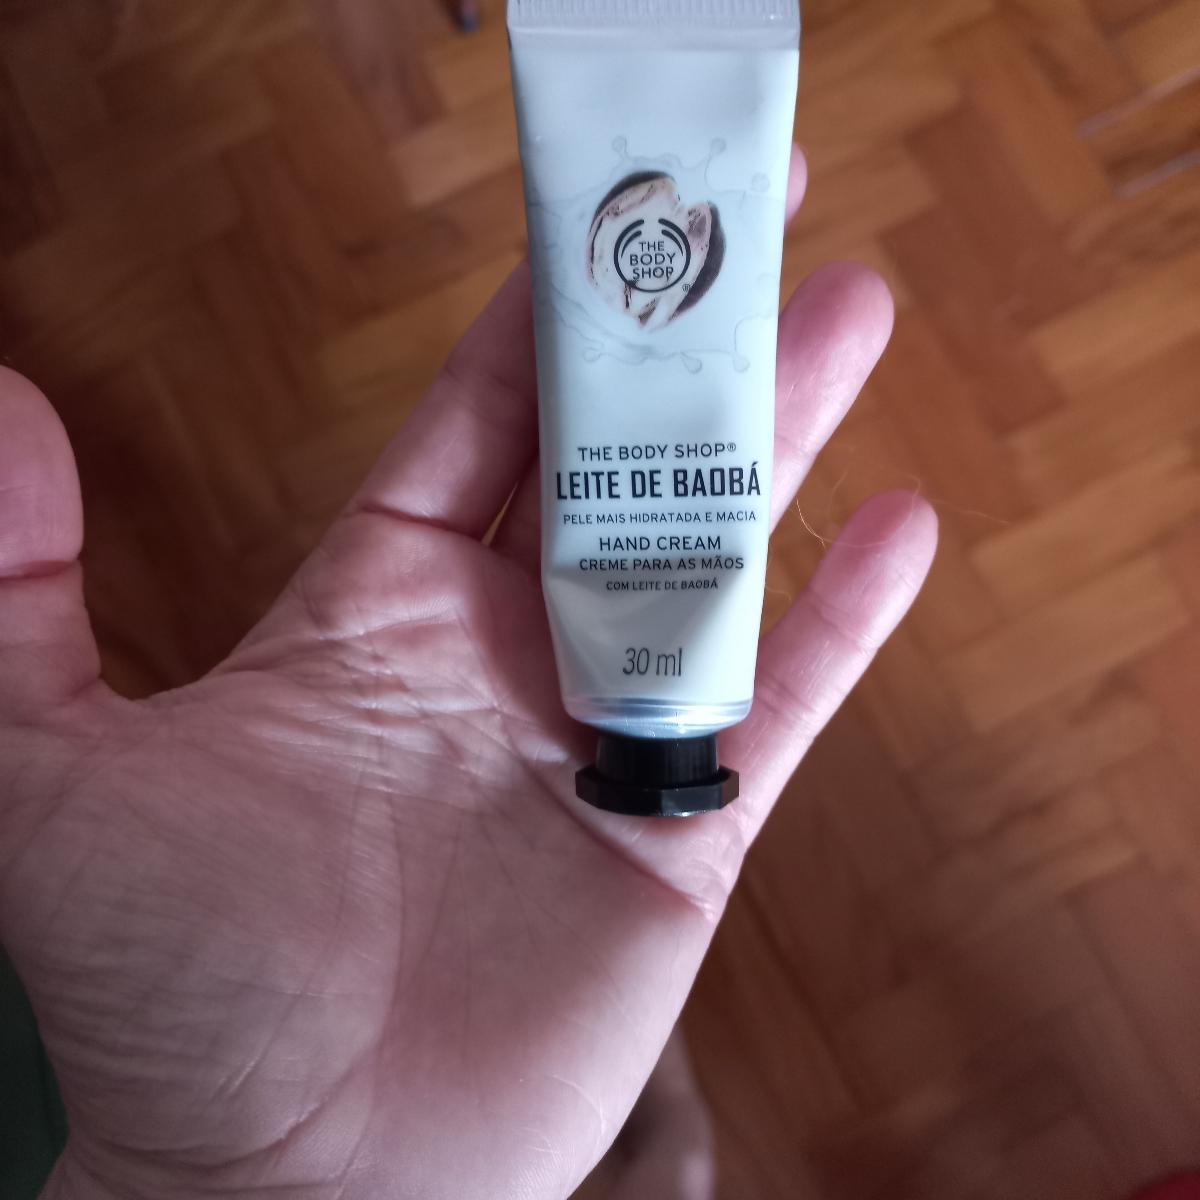 THE
BODY
SHOP
®
THE BODY SHOP®
LEITE DE BAOBÁ
PELE MAIS HIDRATADA E MACIA
HAND CREAM
CREME PARA AS MÃOS
COM LEITE DE BAOBÁ
30 ml